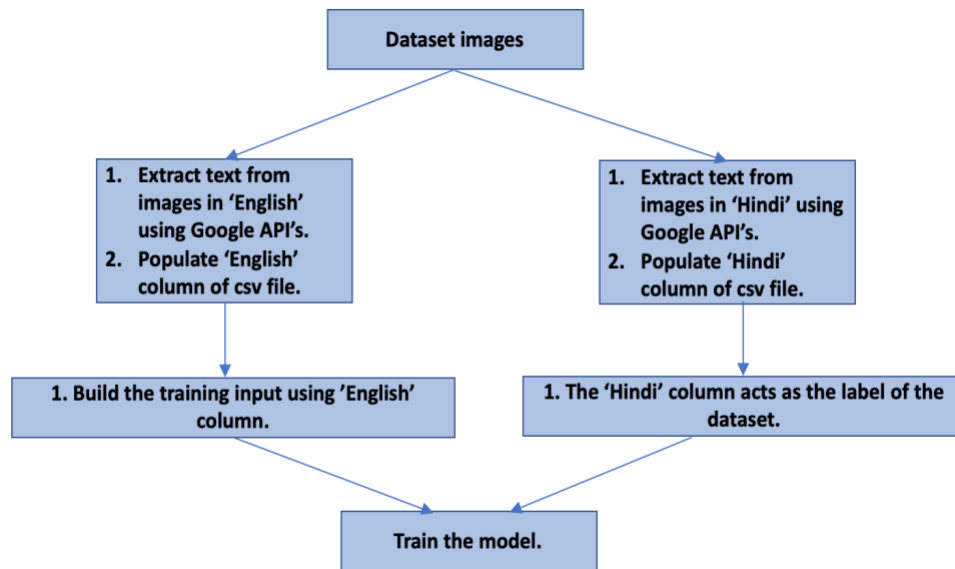 Dataset images
1. Extract text from
images in ‘English’
using Google API’s.
2. Populate ‘English’
column of csv file.
1. Extract text from
images in ‘Hindi’ using
Google API’s.
2. Populate ‘Hindi’
column of csv file.
1. Build the training input using ’English’
column.
1. The ‘Hindi’ column acts as the label of the
dataset.
Train the model.